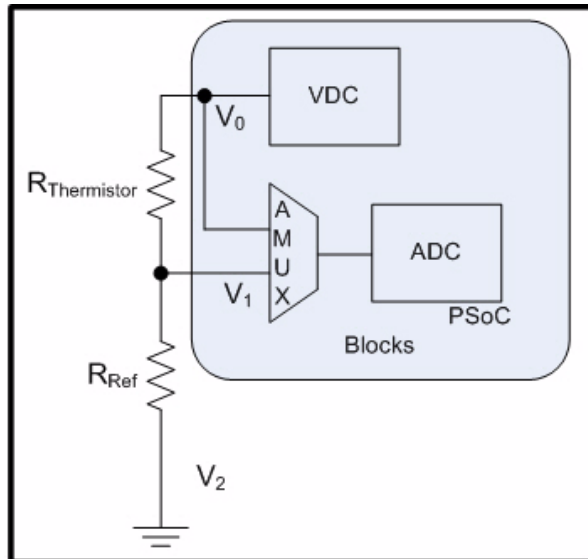 VDC
V0
RThermistor
A
M
U
X
ADC
V1
PSoC
Blocks
RRef
V2